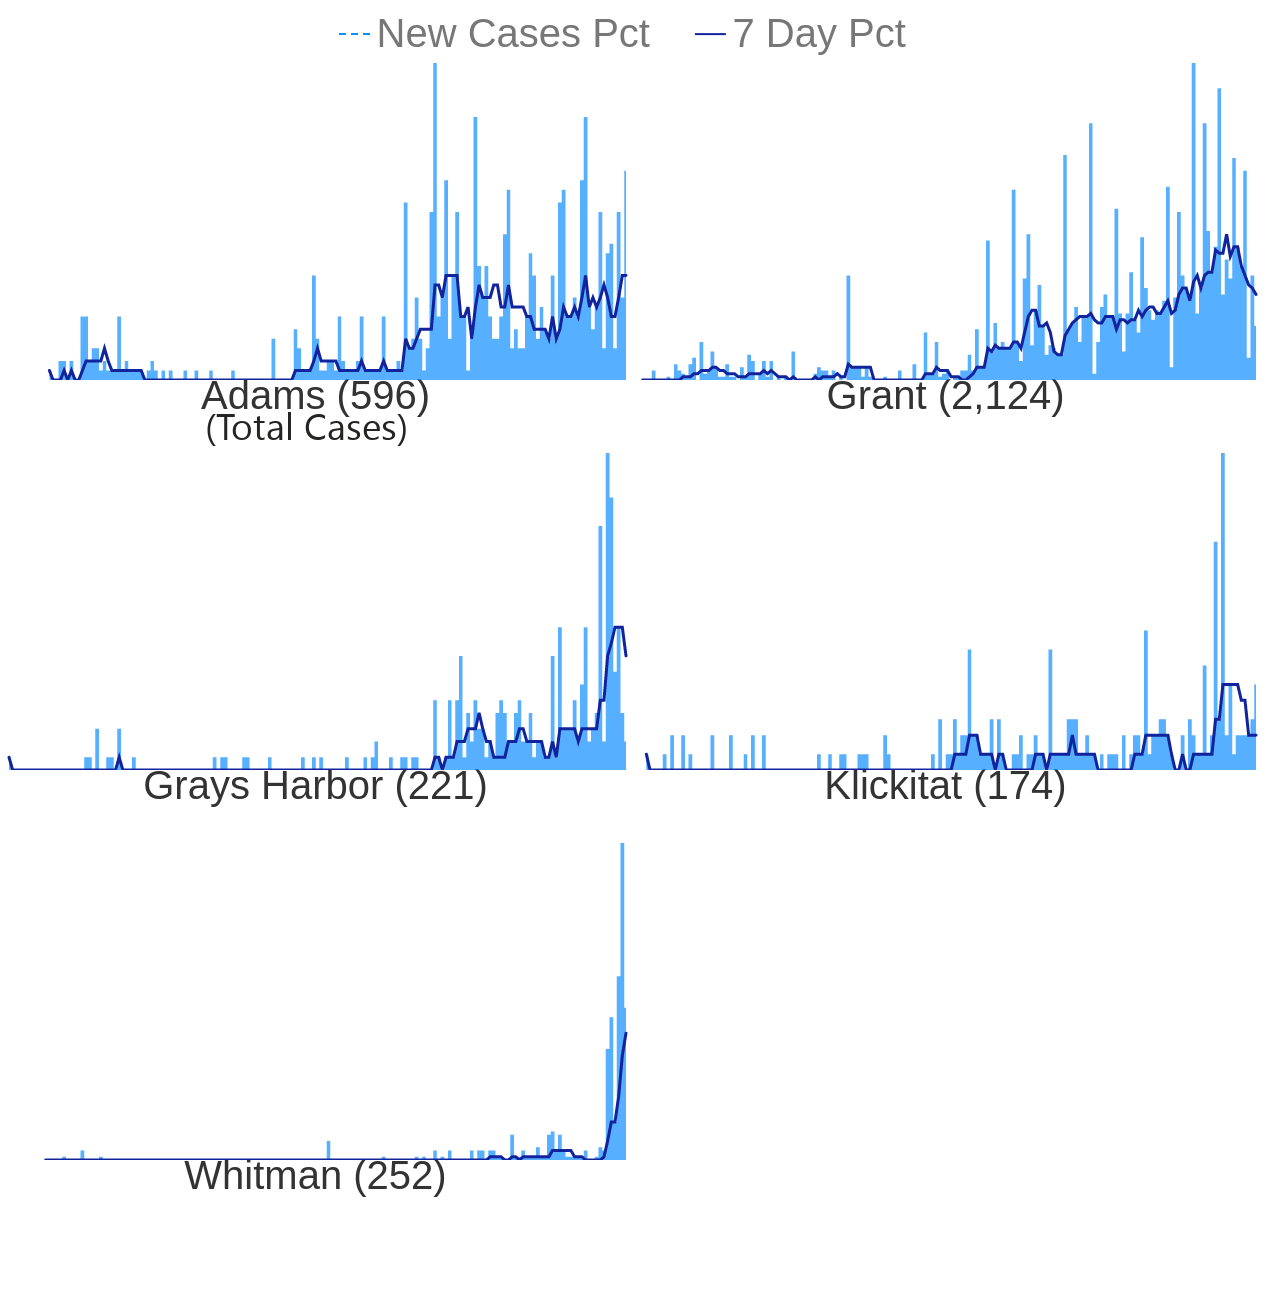 New Cases Pct 7 Day Pct
Adams (596) Grant (2,124)
(Total Cases)
Grays Harbor (221) Klickitat (174)
Whitman (252)